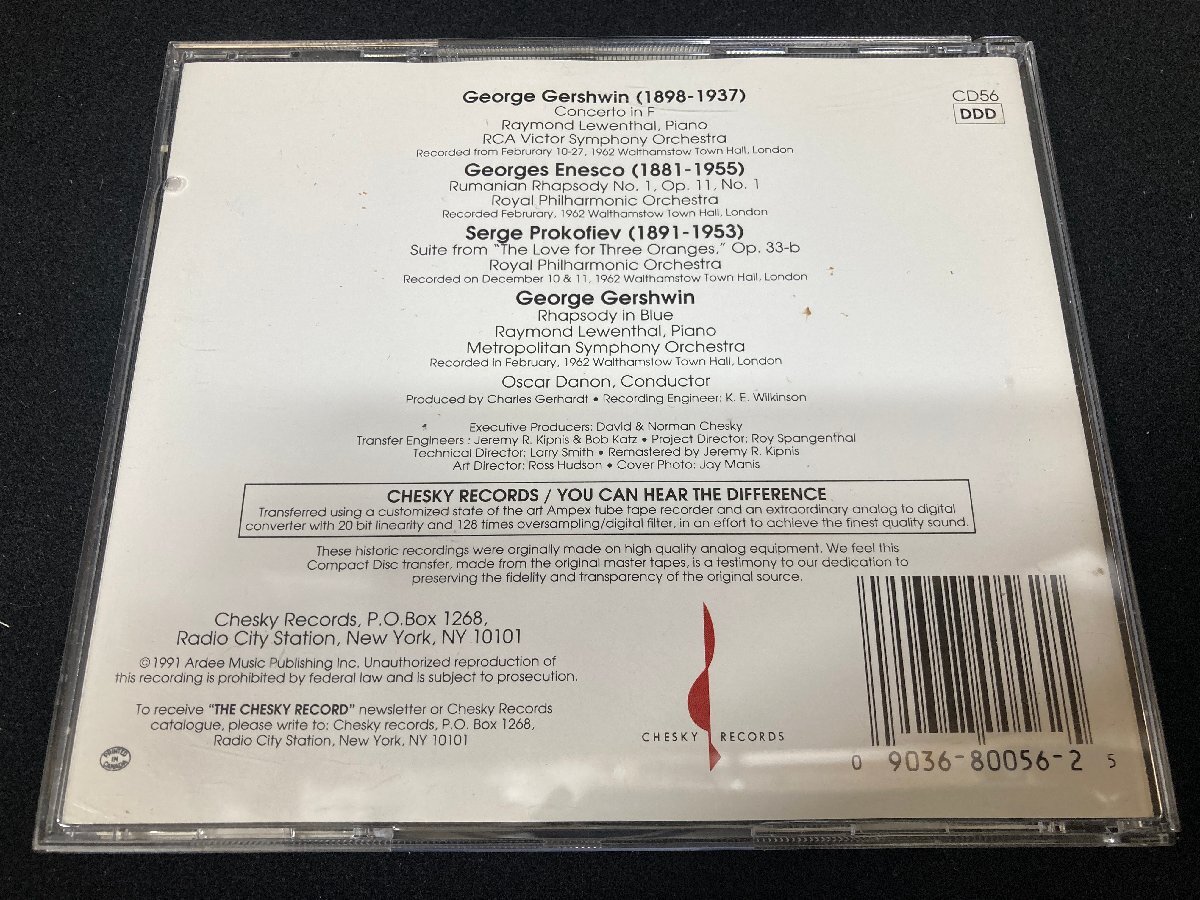 George Gershwin (1898-1937)
Concerto in F
Raymond Lewenthal, Piano
RCA Victor Symphony Orchestra
Recorded from Februrary 10-27, 1962 Walthamstow Town Hall, London
Georges Enesco (1881-1955)
Rumanian Rhapsody No. 1, Op. 11, No. 1
Royal Philharmonic Orchestra
Recorded Februrary, 1962 Walthamstow Town Hall, London
Serge Prokofiev (1891-1953)
Suite from "The Love for Three Oranges," Op. 33-b
Royal Philharmonic Orchestra
Recorded on December 10 & 11, 1962 Walthamstow Town Hall, London
George Gershwin
Rhapsody in Blue
Raymond Lewenthal, Piano
Metropolitan Symphony Orchestra
Recorded in February, 1962 Walthamstow Town Hall, London
Oscar Danon, Conductor
Produced by Charles Gerhardt • Recording Engineer: K. E. Wilkinson
CD56
DDD
Executive Producers: David & Norman Chesky
Transfer Engineers : Jeremy R. Kipnis & Bob Katz • Project Director: Roy Spangenthal
Technical Director: Larry Smith • Remastered by Jeremy R. Kipnis
Art Director: Ross Hudson • Cover Photo: Jay Manis
CHESKY RECORDS / YOU CAN HEAR THE DIFFERENCE
Transferred using a customized state of the art Ampex tube tape recorder and an extraordinary analog to digital
converter with 20 bit linearity and 128 times oversampling/digital filter, in an effort to achieve the finest quality sound.
These historic recordings were orginally made on high quality analog equipment. We feel this
Compact Disc transfer, made from the original master tapes, is a testimony to our dedication to
preserving the fidelity and transparency of the original source.
Chesky Records, P.O.Box 1268,
Radio City Station, New York, NY 10101
©1991 Ardee Music Publishing Inc. Unauthorized reproduction of
this recording is prohibited by federal law and is subject to prosecution.
To receive "THE CHESKY RECORD" newsletter or Chesky Records
catalogue, please write to: Chesky records, P.O. Box 1268,
Radio City Station, New York, NY 10101
PRINTED
IN
CANADA
CHESKY RECORDS
0 9036-80056-2 5